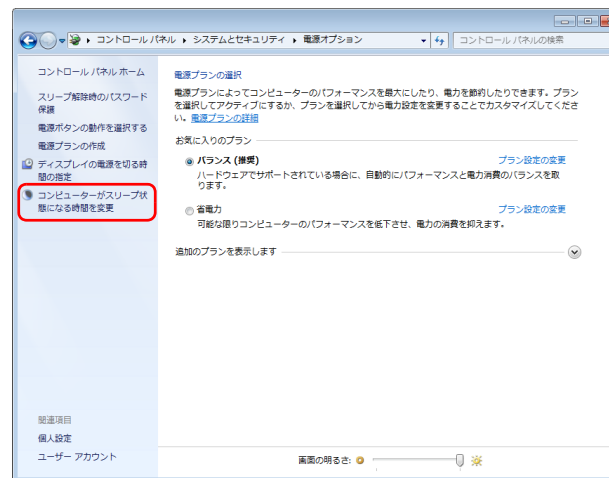 コントロール パネル ▸ システムとセキュリティ ▸ 電源オプション
コントロール パネルの検索
コントロール パネル ホーム
スリープ解除時のパスワード
保護
電源ボタンの動作を選択する
電源プランの作成
ディスプレイの電源を切る時
間の指定
コンピューターがスリープ状
態になる時間を変更
関連項目
個人設定
ユーザー アカウント
電源プランの選択
電源プランによってコンピューターのパフォーマンスを最大にしたり、電力を節約したりできます。プラン
を選択してアクティブにするか、プランを選択してから電力設定を変更することでカスタマイズしてくださ
い。電源プランの詳細
お気に入りのプラン
バランス (推奨) プラン設定の変更
ハードウェアでサポートされている場合に、自動的にパフォーマンスと電力消費のバランスを取
ります。
省電力 プラン設定の変更
可能な限りコンピューターのパフォーマンスを低下させ、電力の消費を抑えます。
追加のプランを表示します
画面の明るさ: